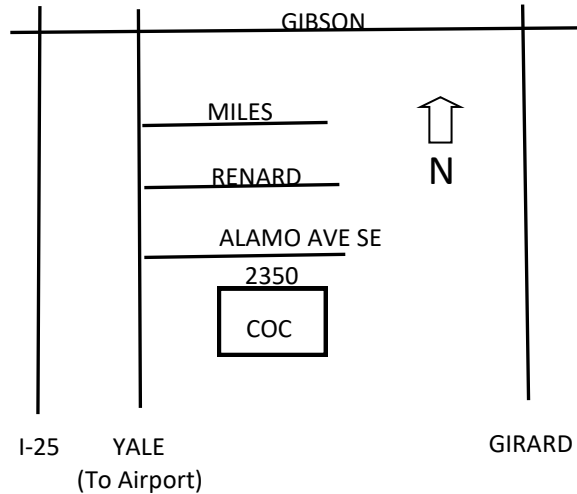 GIBSON
MILES
N
RENARD
ALAMO AVE SE
2350
COC
I-25
YALE
(To Airport)
GIRARD